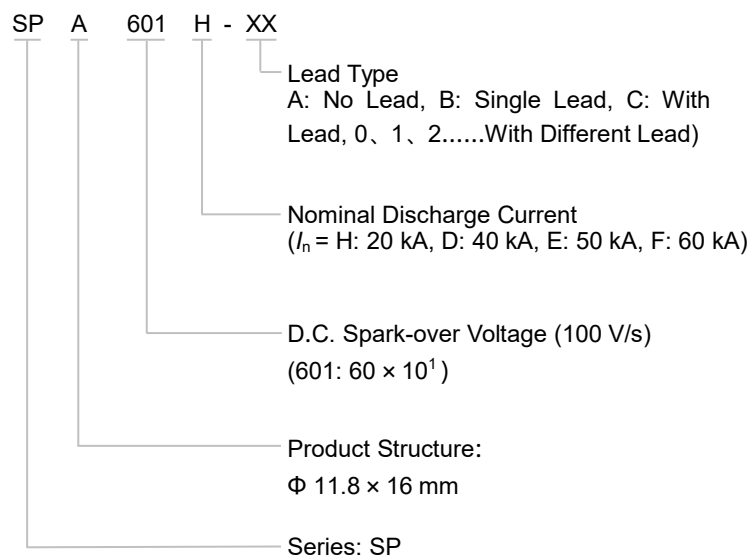 SP A 601 H - XX
Lead Type
A: No Lead, B: Single Lead, C: With
Lead, 0、1、2......With Different Lead)
Nominal Discharge Current
(Iₙ = H: 20 kA, D: 40 kA, E: 50 kA, F: 60 kA)
D.C. Spark-over Voltage (100 V/s)
(601: 60 × 10¹ )
Product Structure:
Φ 11.8 × 16 mm
Series: SP